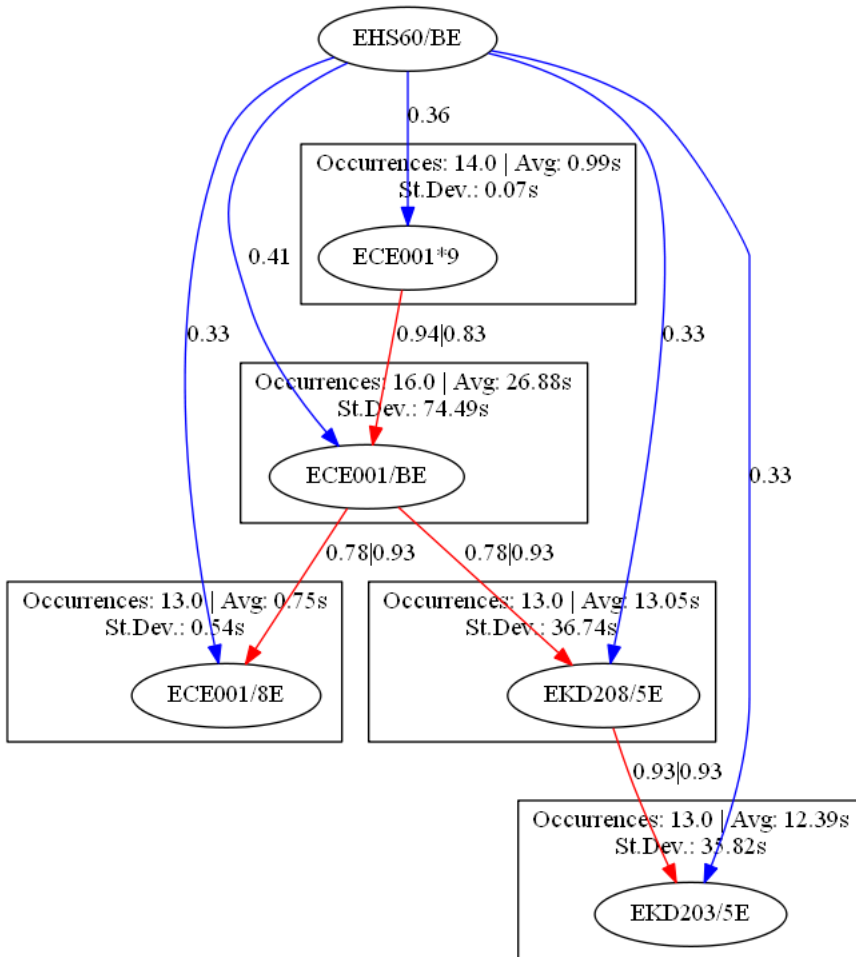 EHS60/BE
0.36
Occurrences: 14.0 | Avg: 0.99s
St.Dev.: 0.07s
ECE001*9
0.41
0.33
0.94|0.83
0.33
Occurrences: 16.0 | Avg: 26.88s
St.Dev.: 74.49s
ECE001/BE
0.33
0.78|0.93
0.78|0.93
Occurrences: 13.0 | Avg: 0.75s
St.Dev.: 0.54s
ECE001/8E
Occurrences: 13.0 | Avg: 13.05s
St.Dev.: 36.74s
EKD208/5E
0.93|0.93
Occurrences: 13.0 | Avg: 12.39s
St.Dev.: 35.82s
EKD203/5E